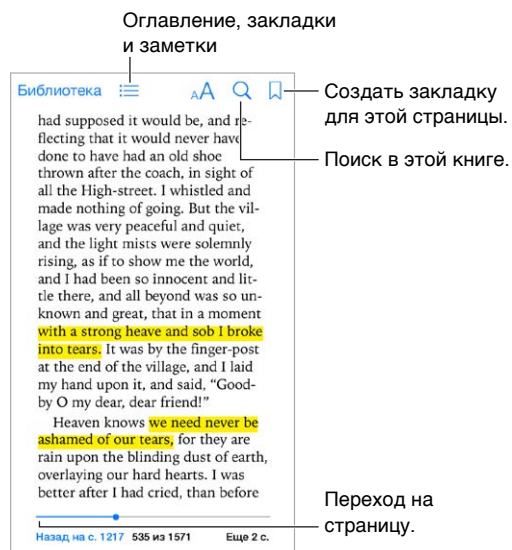 Оглавление, закладки
и заметки
Библиотека
AA
Создать закладку
для этой страницы.
Поиск в этой книге.
had supposed it would be, and re-
flecting that it would never have
done to have had an old shoe
thrown after the coach, in sight of
all the High-street. I whistled and
made nothing of going. But the vil-
lage was very peaceful and quiet,
and the light mists were solemnly
rising, as if to show me the world,
and I had been so innocent and lit-
tle there, and all beyond was so un-
known and great, that in a moment
with a strong heave and sob I broke
into tears. It was by the finger-post
at the end of the village, and I laid
my hand upon it, and said, “Good-
by O my dear, dear friend!”
Heaven knows we need never be
ashamed of our tears, for they are
rain upon the blinding dust of earth,
overlaying our hard hearts. I was
better after I had cried, than before
Переход на
страницу.
Назад на с. 1217 535 из 1571 Еще 2 с.